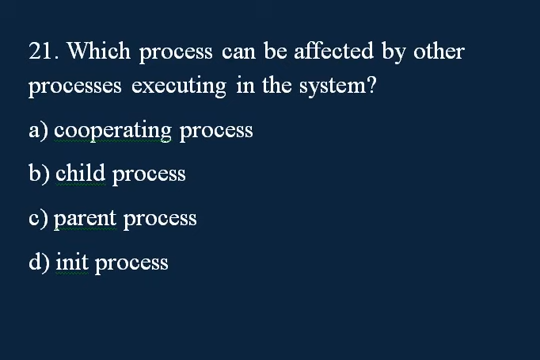 21. Which process can be affected by other
processes executing in the system?
a) cooperating process
b) child process
c) parent process
d) init process